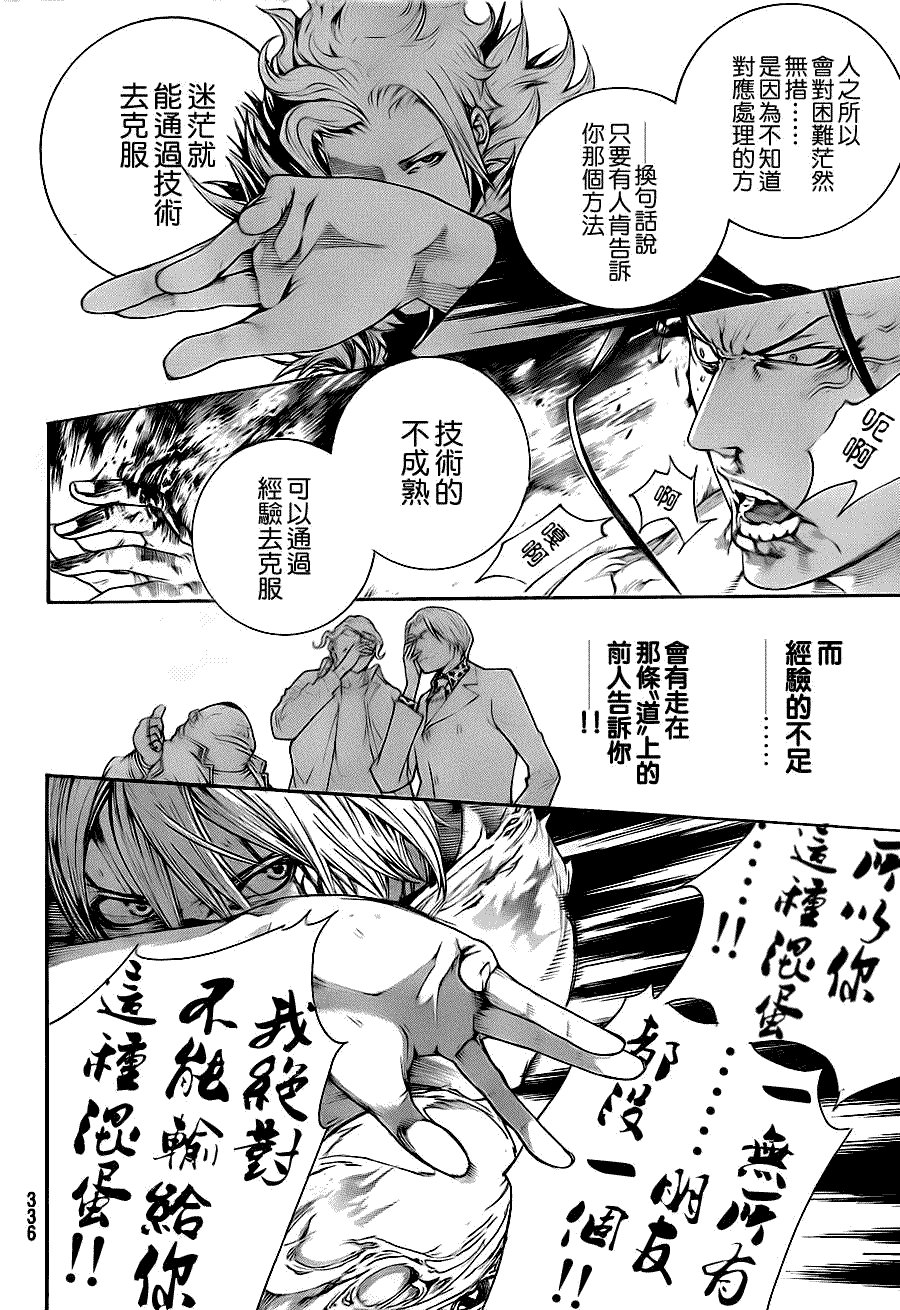 人之所以
會對困難茫然
無措……
是因為不知道
對應處理的方
——換句話說
只要有人肯告訴
你那個方法
迷茫就
能通過技術
去克服
呃啊
啊
嘎啊
技術的
不成熟
可以通過
經驗去克服
而
經驗的不足
——……
會有走在
那條〝道〟上的
前人告訴你
——!!
所以你
這種混蛋
……!!
一無所有
……朋友
都沒一個!!
我絕對
不能輸給你
這種混蛋!!
336